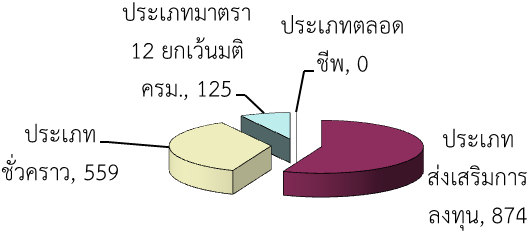 ประเภทมาตรา
12 ยกเว้นมติ
ครม., 125
ประเภทตลอด
ชีพ, 0
ประเภท
ชั่วคราว, 559
ประเภท
ส่งเสริมการ
ลงทุน, 874